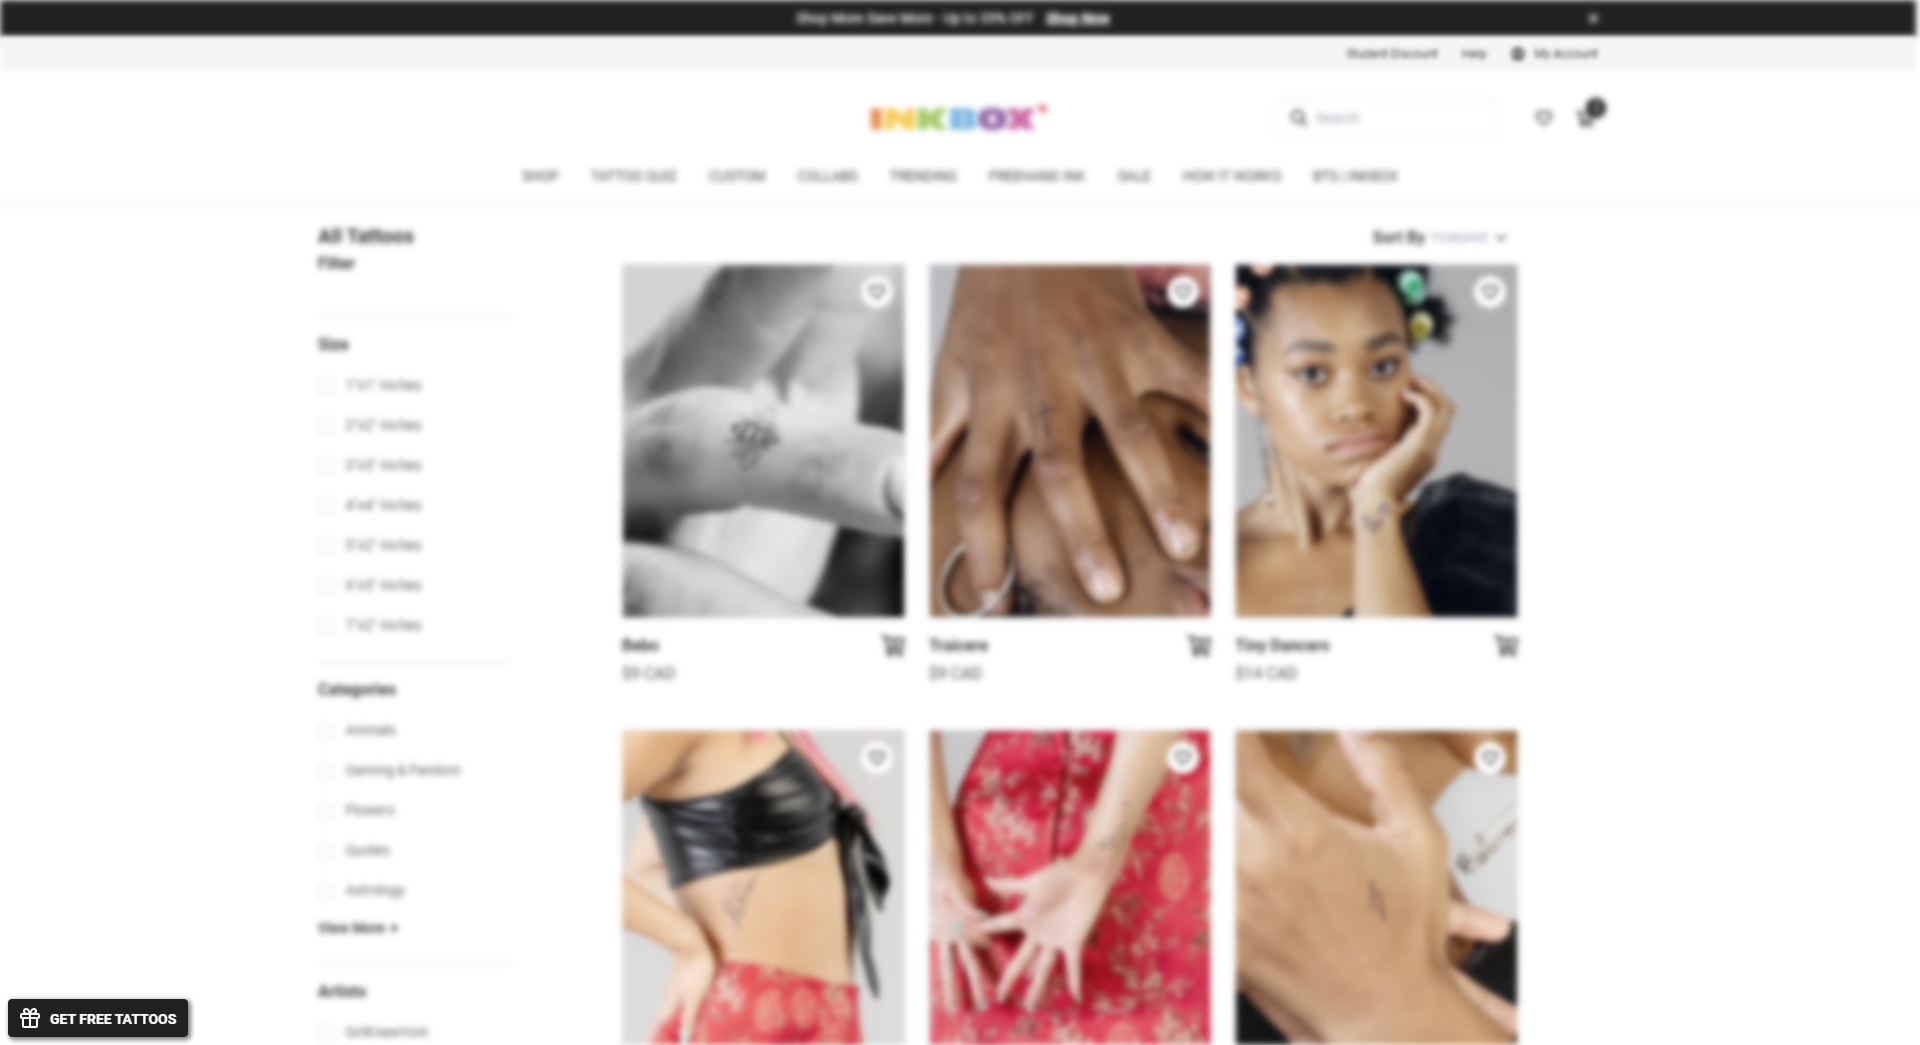 Shop More Save More - Up to 30% OFF Shop Now
Student Discount Help My Account
INKBOX
Search
SHOP TATTOO QUIZ CUSTOM COLLABS TRENDING FREEHAND INK SALE HOW IT WORKS BTS | INKBOX
All Tattoos
Filter
Sort By Featured
Size
1"x1" Inches
2"x2" Inches
3"x3" Inches
4"x4" Inches
5"x2" Inches
6"x3" Inches
7"x2" Inches
Bebo
$9 CAD
Traicere
$9 CAD
Tiny Dancers
$14 CAD
Categories
Animals
Gaming & Fandom
Flowers
Quotes
Astrology
View More +
Artists
GET FREE TATTOOS